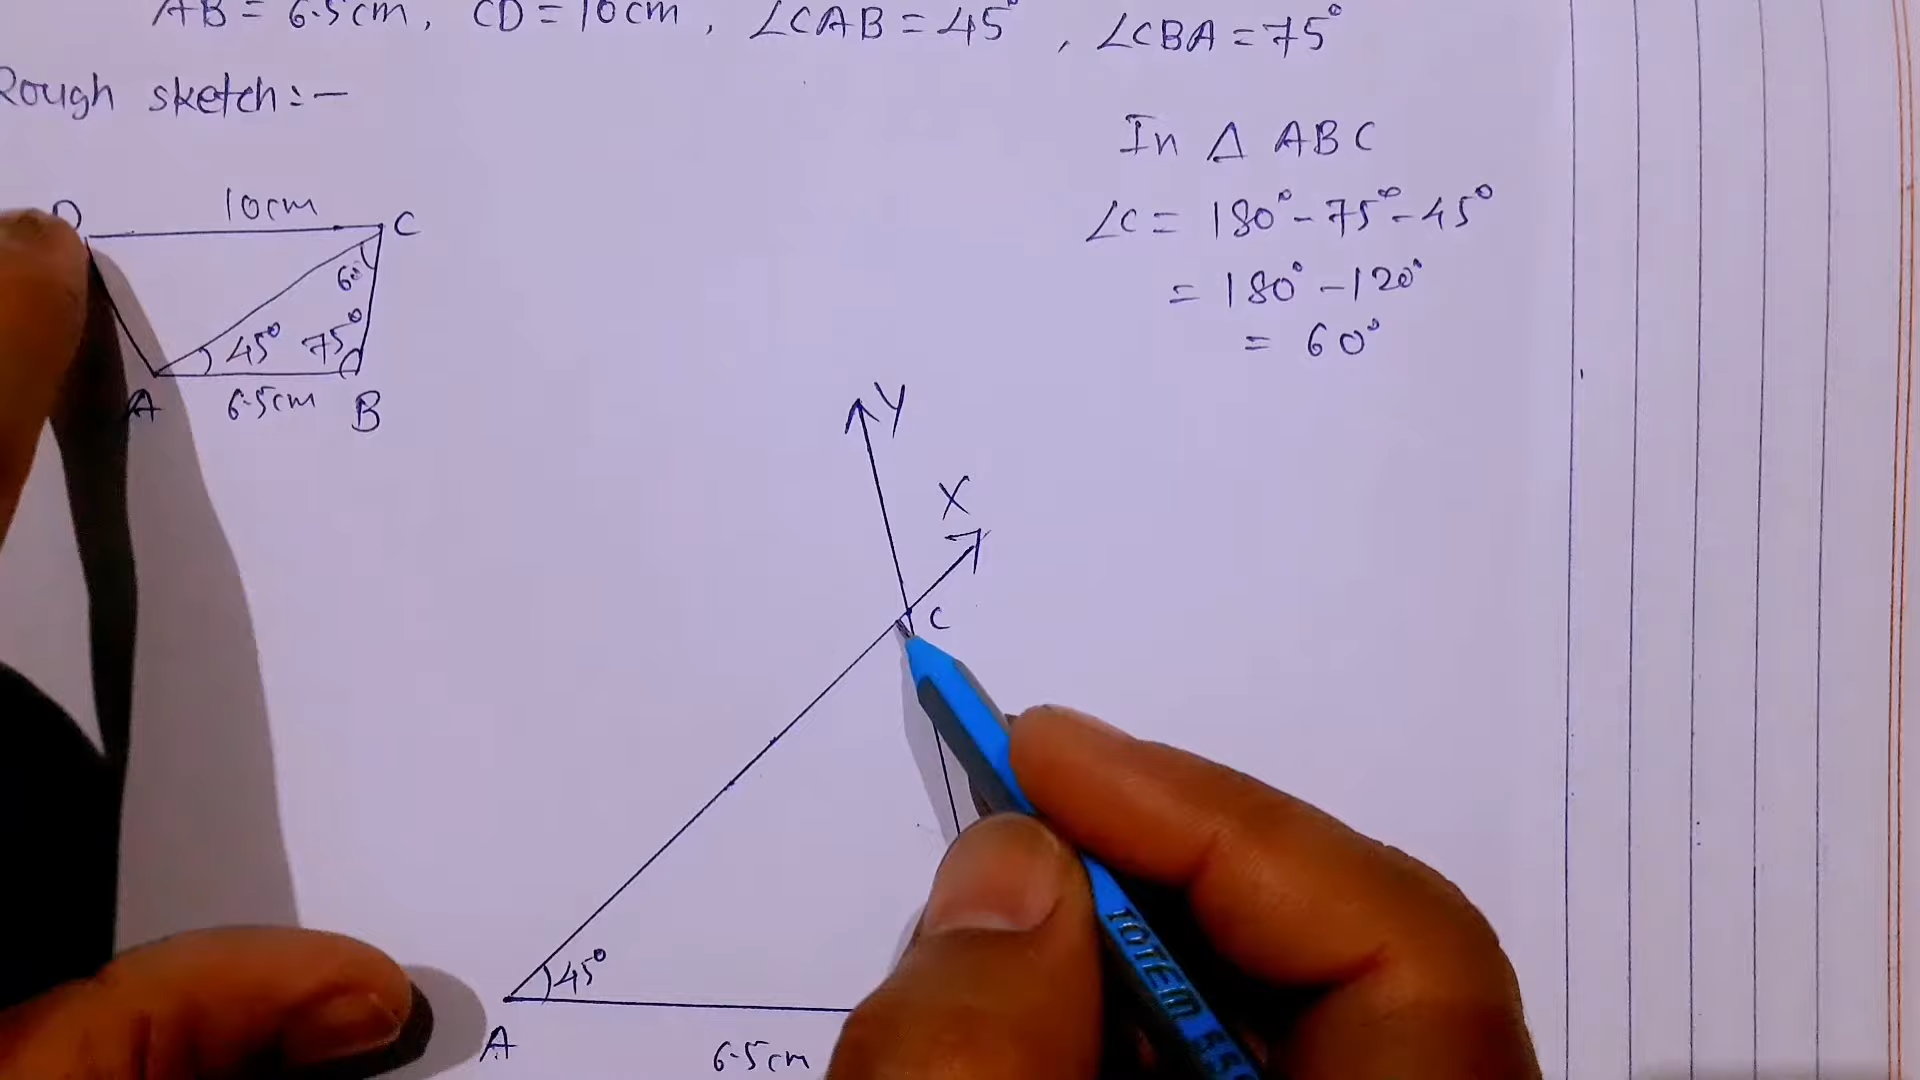 AB = 6.5cm, CD = 10cm, ∠CAB = 45°, ∠CBA = 75°
Rough sketch:-
In Δ ABC
∠C = 180° - 75° - 45°
= 180° - 120°
= 60°
D 10cm C
60°
45° 75°
A 6.5cm B
Y
X
C
45°
A
6.5cm
TOTEM